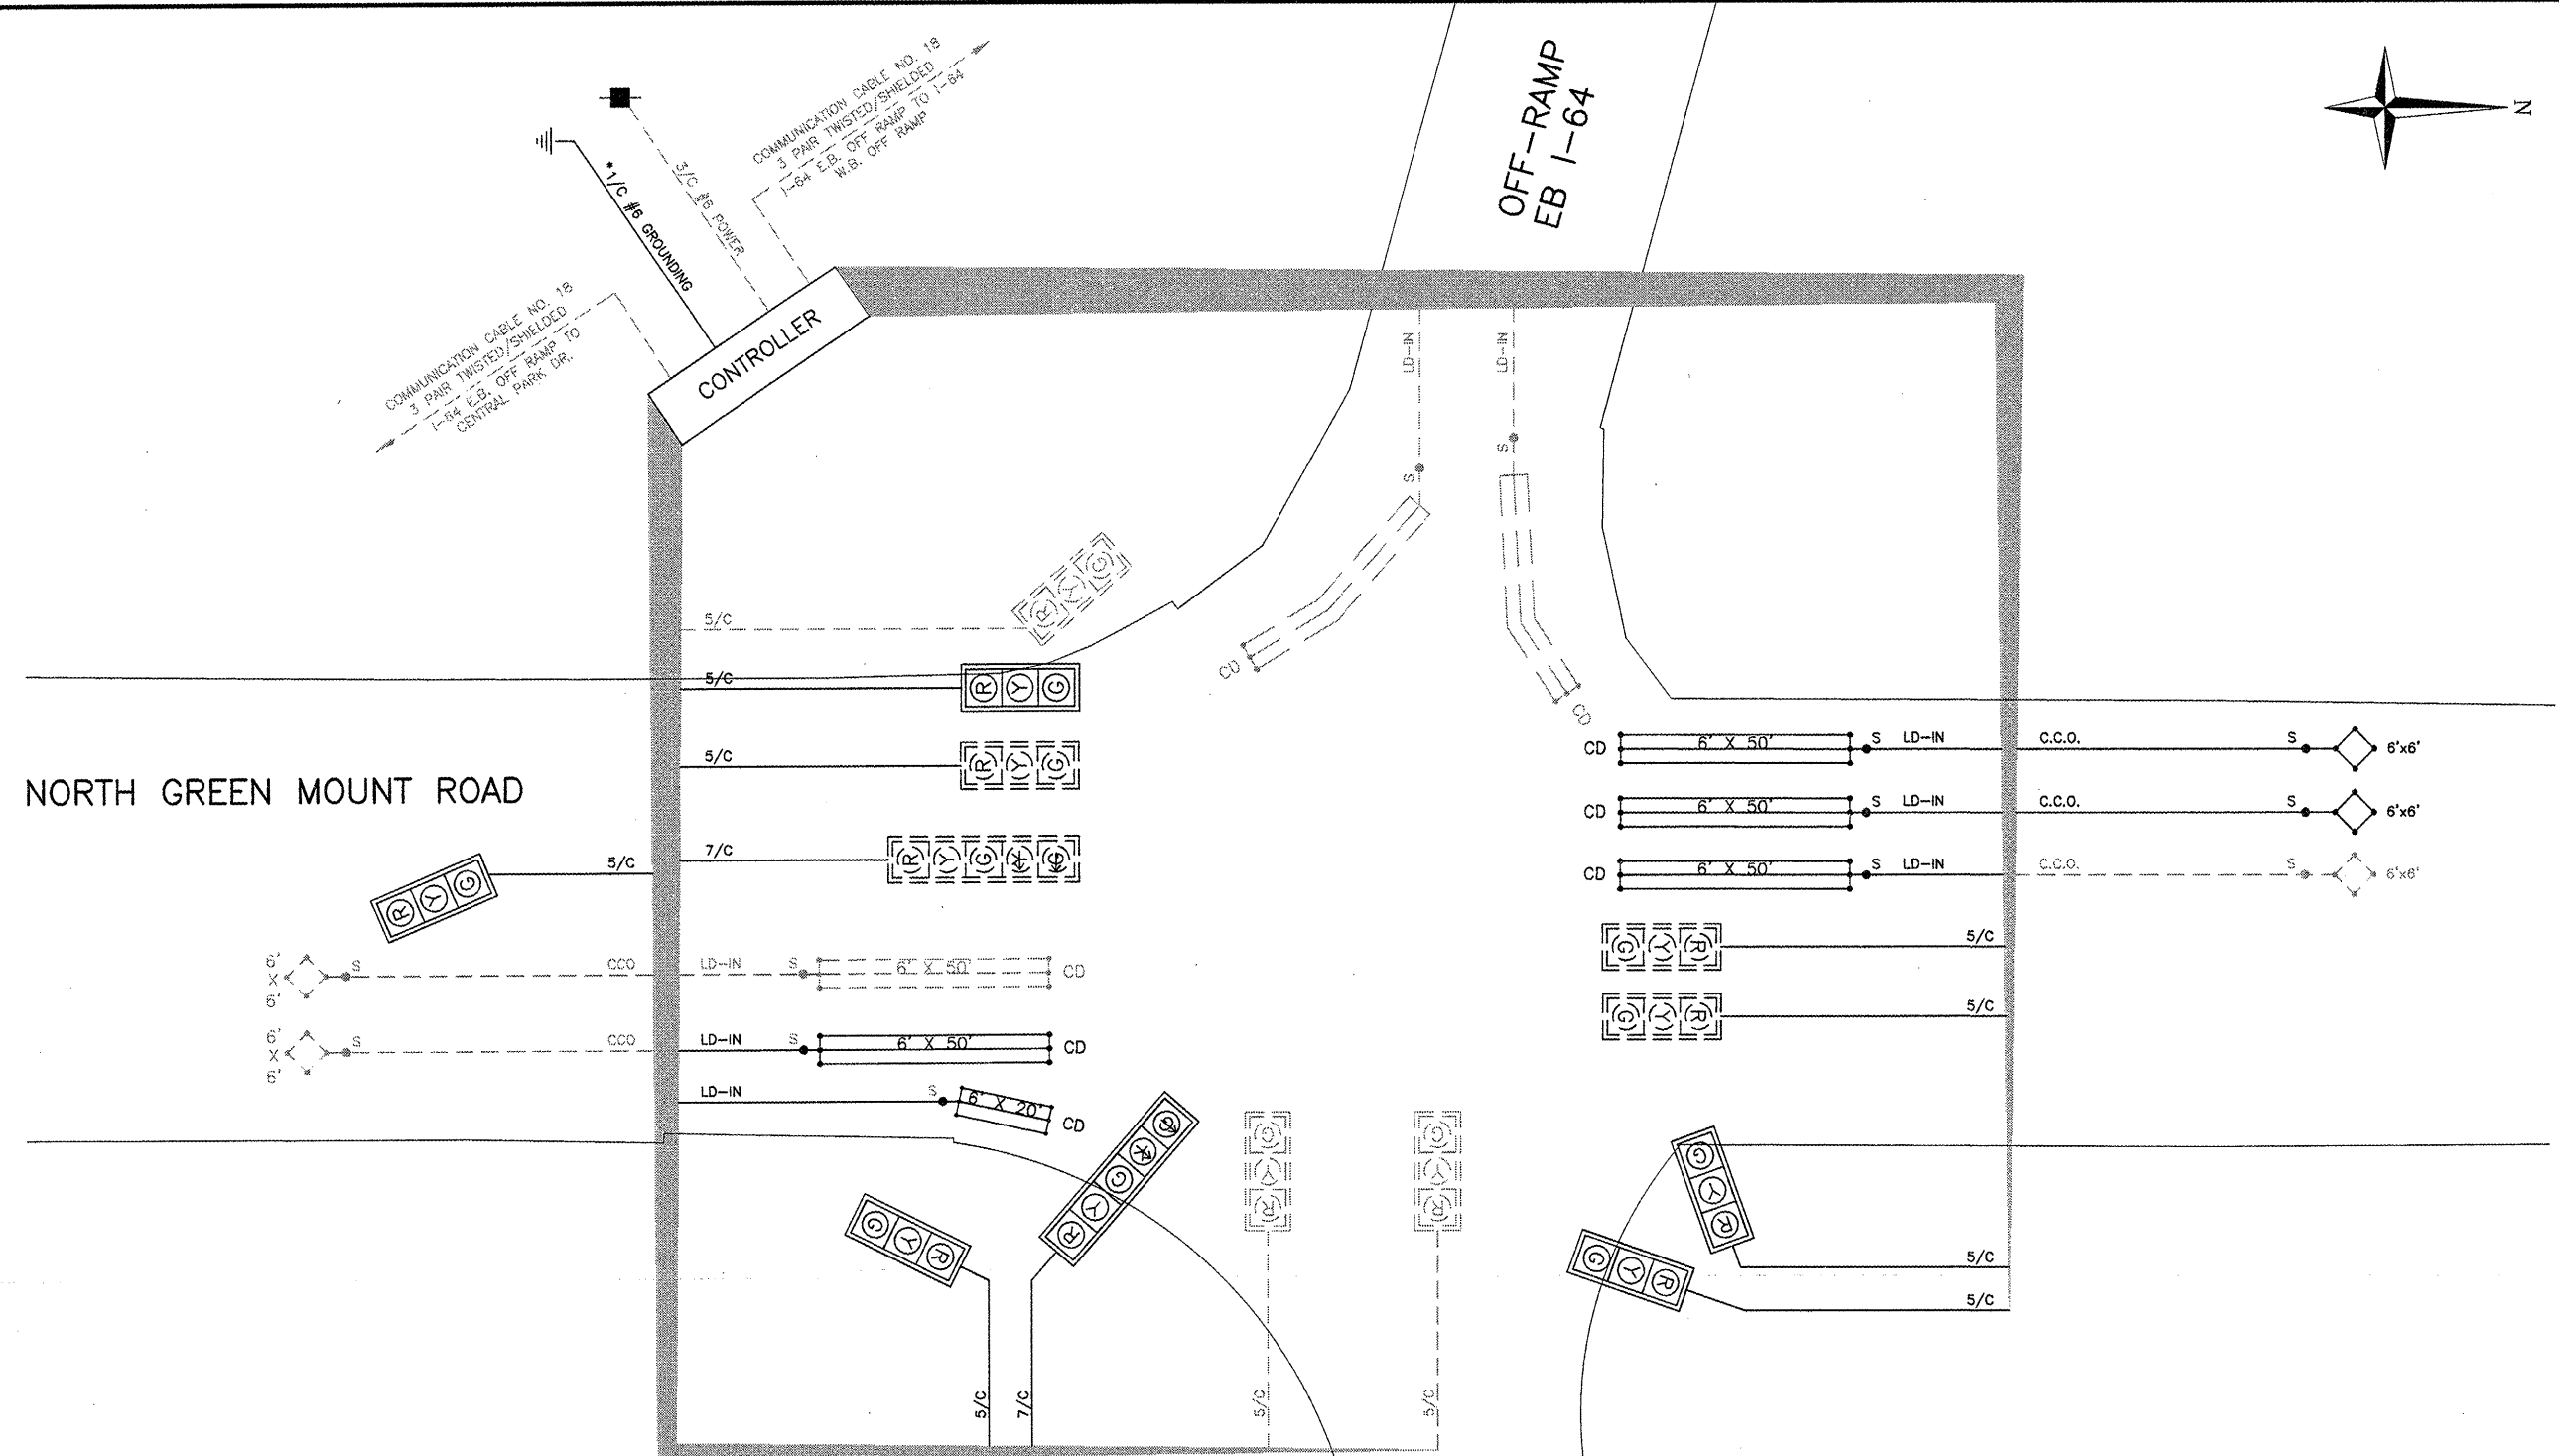 COMMUNICATION CABLE NO. 18
3 PAIR TWISTED/SHIELDED
I-64 E.B. OFF RAMP TO I-64
W.B. OFF RAMP
OFF-RAMP
EB I-64
N
3/C #6 POWER
*1/C #6 GROUNDING
COMMUNICATION CABLE NO. 18
3 PAIR TWISTED/SHIELDED
I-64 E.B. OFF RAMP TO
CENTRAL PARK DR.
CONTROLLER
LD-IN
LD-IN
S
S
R Y G
5/C
CD
CD
5/C
R Y G
CD 6' X 50' S LD-IN C.C.O. S 6'x6'
5/C
R Y G
NORTH GREEN MOUNT ROAD
CD 6' X 50' S LD-IN C.C.O. S 6'x6'
7/C
R Y G Y G
5/C
R Y G
CD 6' X 50' S LD-IN C.C.O. S 6'x6'
G Y R 5/C
6'
X
6'
S CCO LD-IN S 6' X 50' CD
G Y R 5/C
6'
X
6'
S CCO LD-IN S 6' X 50' CD
LD-IN S 6' X 20' CD
R Y G Y G
G Y R
G Y R
G Y R
5/C
G Y R
G Y R
5/C
5/C
7/C
5/C
5/C